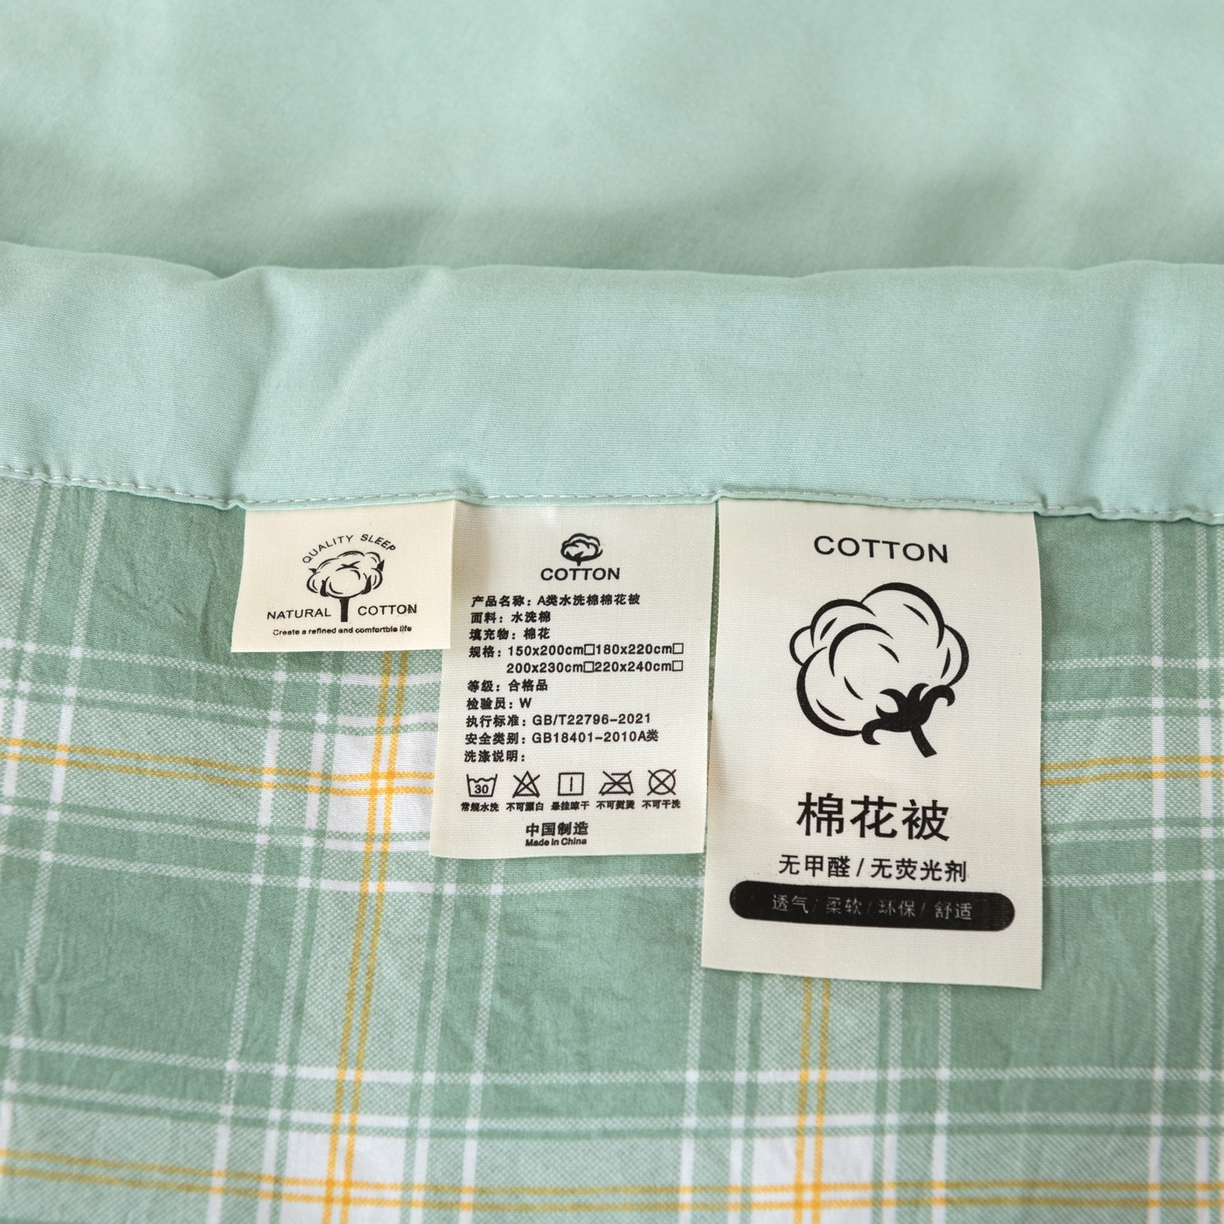 QUALITY SLEEP
NATURAL COTTON
Create a refined and comfortble life
COTTON
产品名称：A类水洗棉棉花被
面料：水洗棉
填充物：棉花
规格：150x200cm□180x220cm□
200x230cm□220x240cm□
等级：合格品
检验员：W
执行标准：GB/T22796-2021
安全类别：GB18401-2010A类
洗涤说明：
30
常规水洗 不可漂白 悬挂晾干 不可熨烫 不可干洗
中国制造
Made in China
COTTON
棉花被
无甲醛/无荧光剂
透气/柔软/环保/舒适